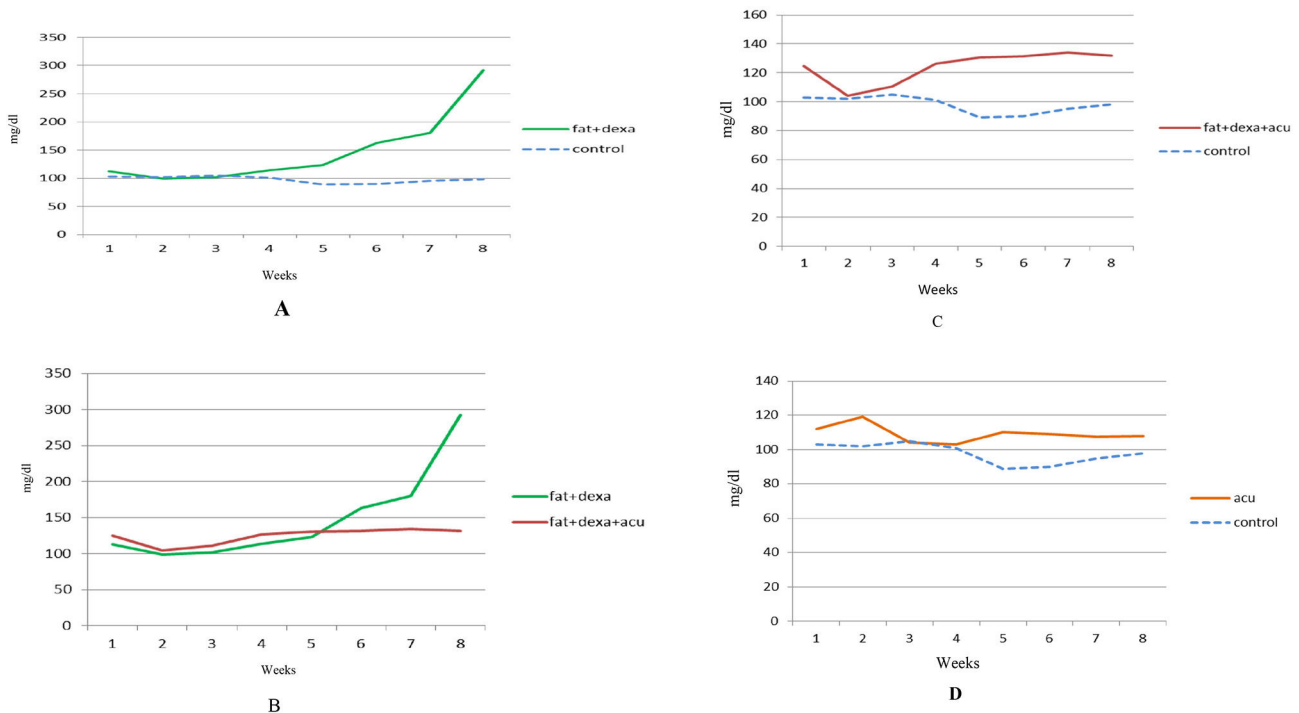 350
300
250
200
150
100
50
0
mg/dl
1 2 3 4 5 6 7 8
Weeks
fat+dexa
control
A
160
140
120
100
80
60
40
20
0
mg/dl
1 2 3 4 5 6 7 8
Weeks
fat+dexa+acu
control
C
350
300
250
200
150
100
50
0
mg/dl
1 2 3 4 5 6 7 8
Weeks
fat+dexa
fat+dexa+acu
B
140
120
100
80
60
40
20
0
mg/dl
1 2 3 4 5 6 7 8
Weeks
acu
control
D